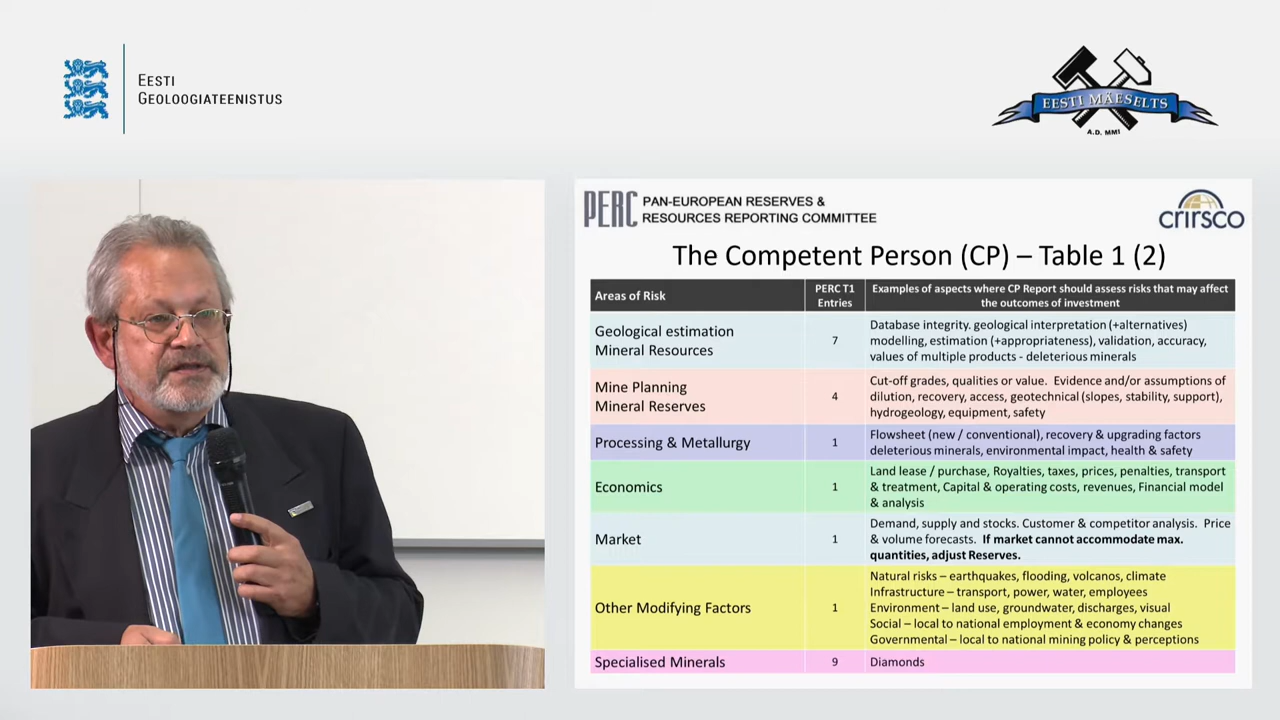 EESTI
GEOLOOGIATEENISTUS
EESTI MÄESELTS
A.D. MMI
PERC PAN-EUROPEAN RESERVES &
RESOURCES REPORTING COMMITTEE
crirsco
The Competent Person (CP) – Table 1 (2)
Areas of Risk
PERC T1
Entries
Examples of aspects where CP Report should assess risks that may affect
the outcomes of investment
Geological estimation
Mineral Resources
7
Database integrity. geological interpretation (+alternatives)
modelling, estimation (+appropriateness), validation, accuracy,
values of multiple products - deleterious minerals
Mine Planning
Mineral Reserves
4
Cut-off grades, qualities or value. Evidence and/or assumptions of
dilution, recovery, access, geotechnical (slopes, stability, support),
hydrogeology, equipment, safety
Processing & Metallurgy
1
Flowsheet (new / conventional), recovery & upgrading factors
deleterious minerals, environmental impact, health & safety
Economics
1
Land lease / purchase, Royalties, taxes, prices, penalties, transport
& treatment, Capital & operating costs, revenues, Financial model
& analysis
Market
1
Demand, supply and stocks. Customer & competitor analysis. Price
& volume forecasts. If market cannot accommodate max.
quantities, adjust Reserves.
Other Modifying Factors
1
Natural risks – earthquakes, flooding, volcanos, climate
Infrastructure – transport, power, water, employees
Environment – land use, groundwater, discharges, visual
Social – local to national employment & economy changes
Governmental – local to national mining policy & perceptions
Specialised Minerals
9
Diamonds